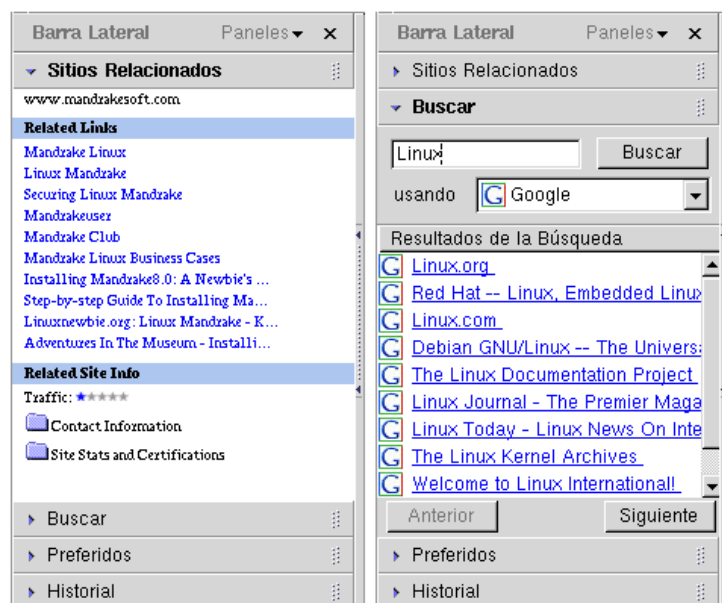 Barra Lateral Paneles
Sitios Relacionados
www.mandrakesoft.com
Related Links
Mandrake Linux
Linux Mandrake
Securing Linux Mandrake
Mandrakeuser
Mandrake Club
Mandrake Linux Business Cases
Installing Mandrake8.0: A Newbie's ...
Step-by-step Guide To Installing Ma...
Linuxnewbie.org: Linux Mandrake - K...
Adventures In The Museum - Installi...
Related Site Info
Traffic:
Contact Information
Site Stats and Certifications
Buscar
Preferidos
Historial
Barra Lateral Paneles
Sitios Relacionados
Buscar
Linux Buscar
usando Google
Resultados de la Búsqueda
Linux.org
Red Hat -- Linux, Embedded Linux
Linux.com
Debian GNU/Linux -- The Univers
The Linux Documentation Project
Linux Journal - The Premier Maga
Linux Today - Linux News On Inte
The Linux Kernel Archives
Welcome to Linux International!
Anterior Siguiente
Preferidos
Historial